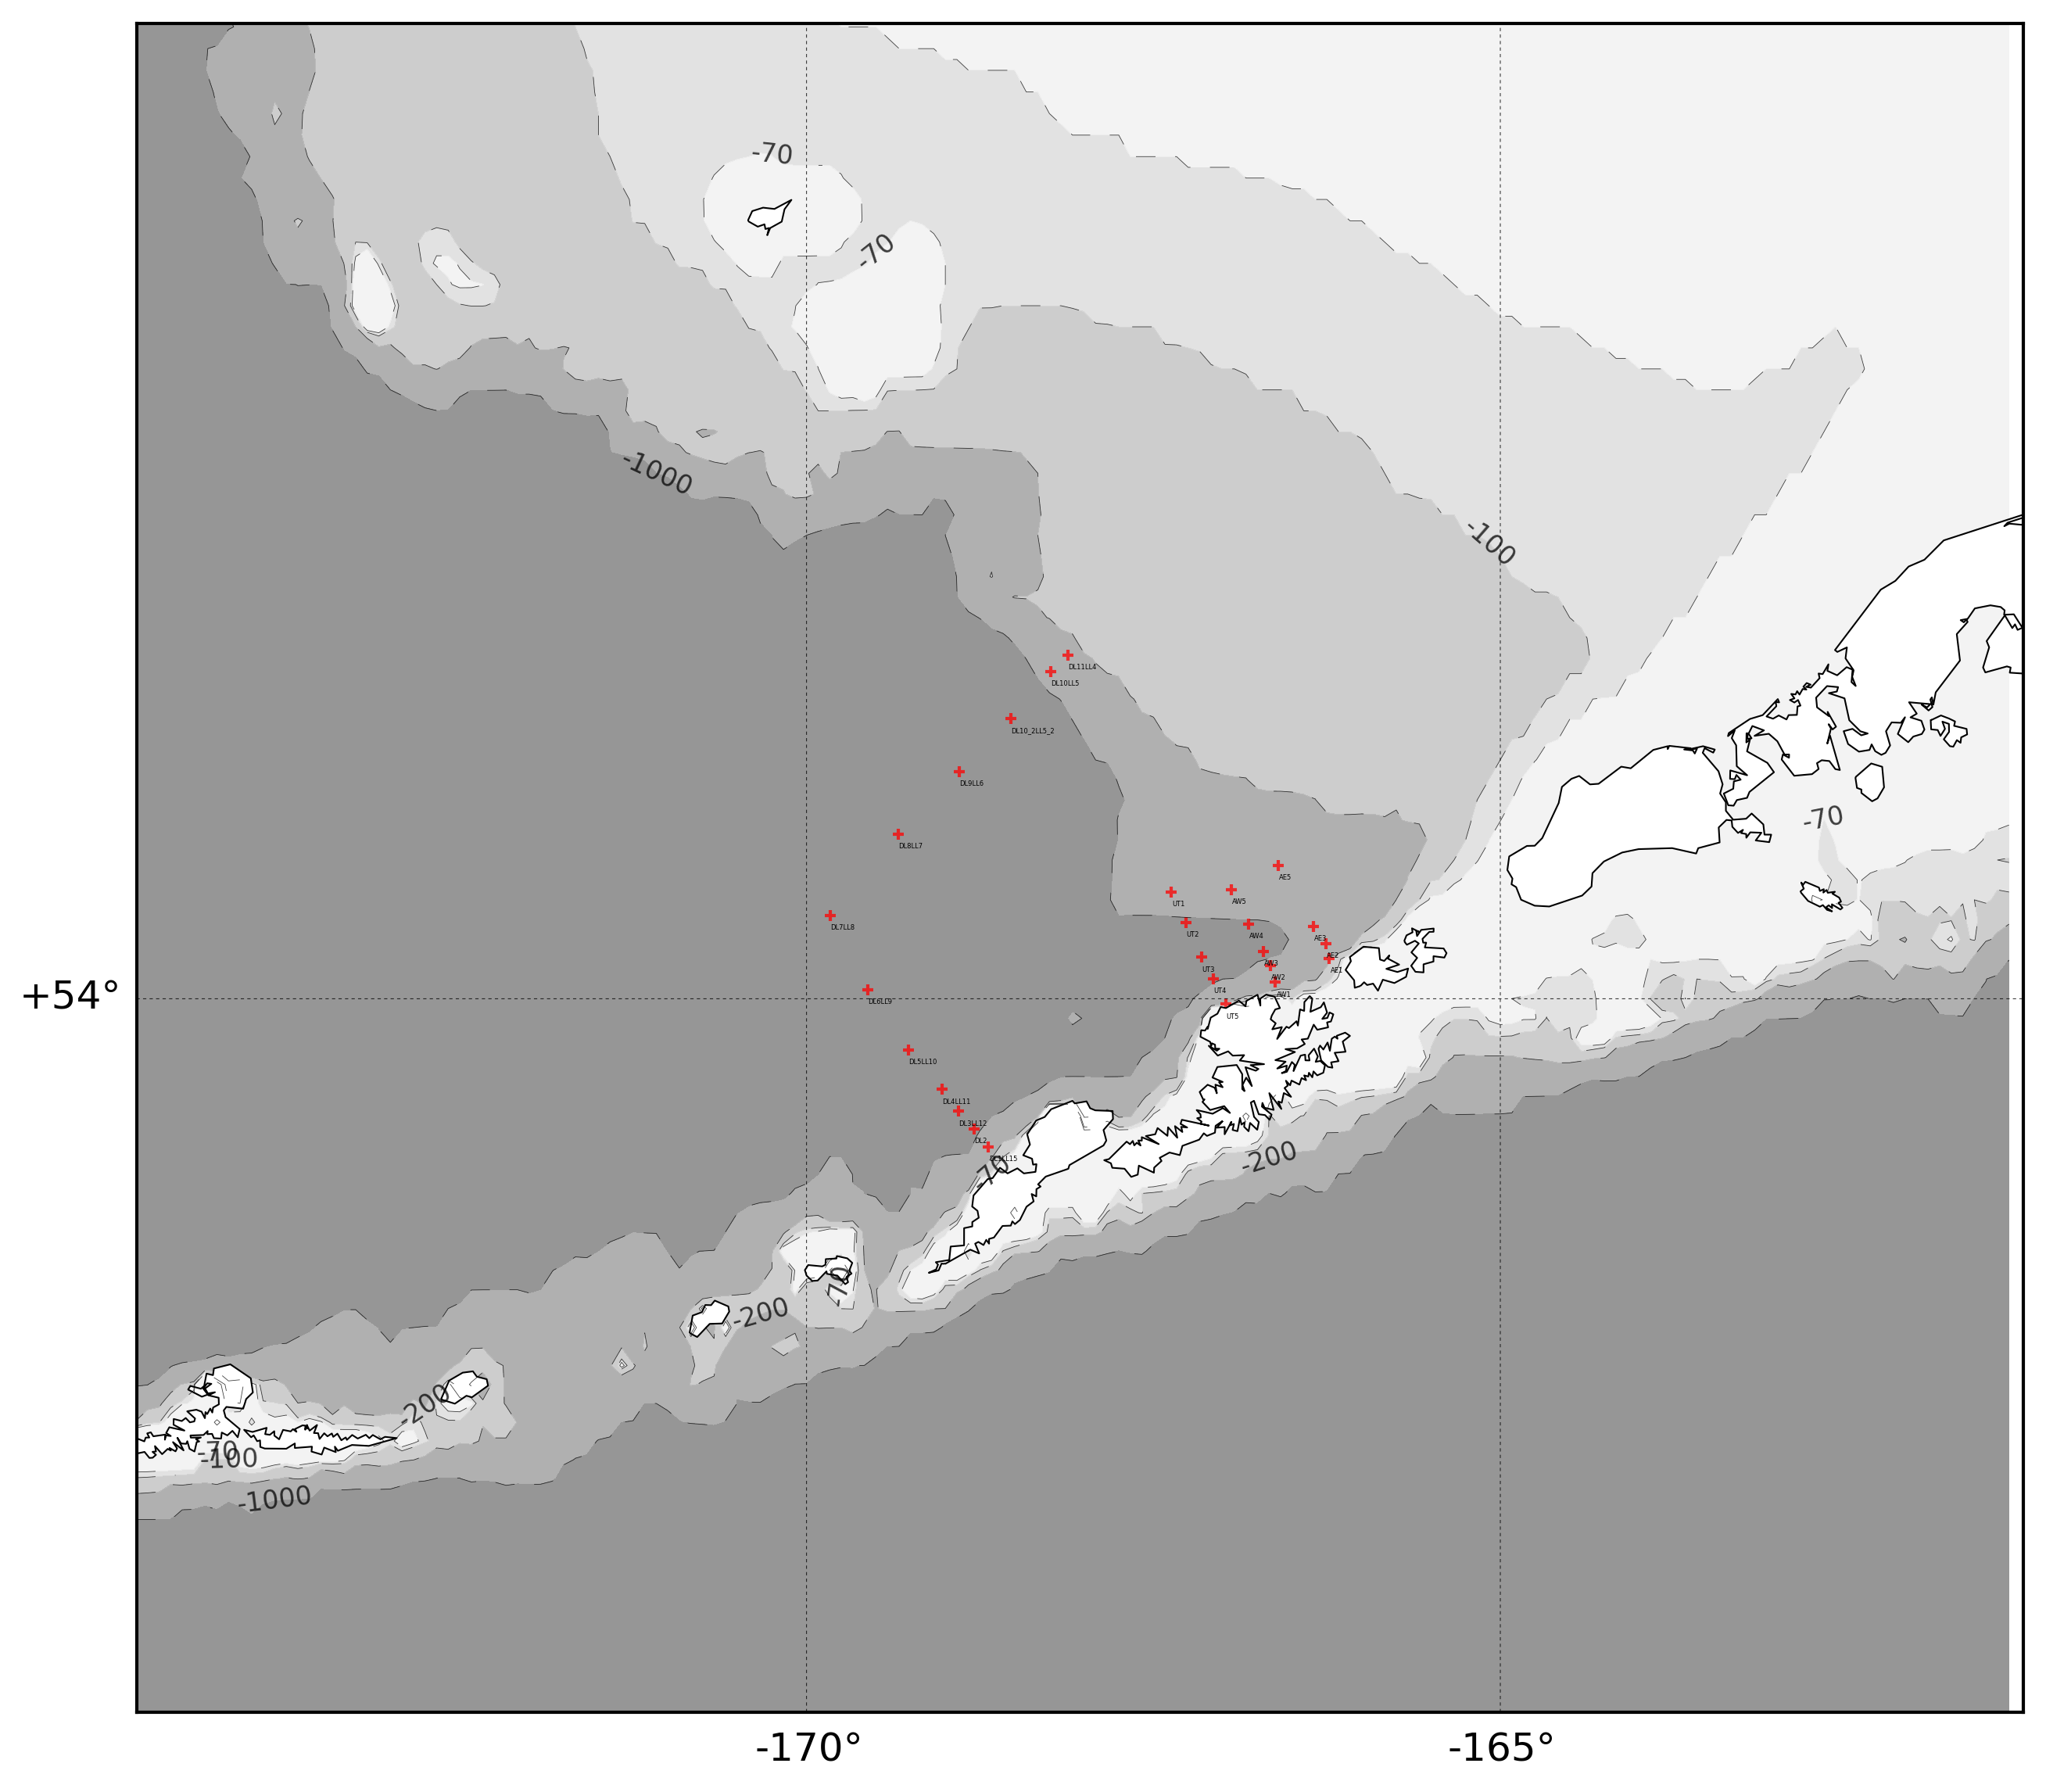 -70
-70
-1000
-100
DL11LL4
DL10LL5
DL10_2LL5_2
DL9LL6
-70
DL8LL7
AE5
AW5
UT1
DL7LL8
UT2
AW4
AE3
AE2
AW3
UT3
AE1
AW2
UT4
AW1
+54°
DL6LL9
UT5
DL5LL10
DL4LL11
DL3LL12
DL2
DL1LL15
-70
-200
-70
-200
-200
-70
-100
-1000
-170°
-165°